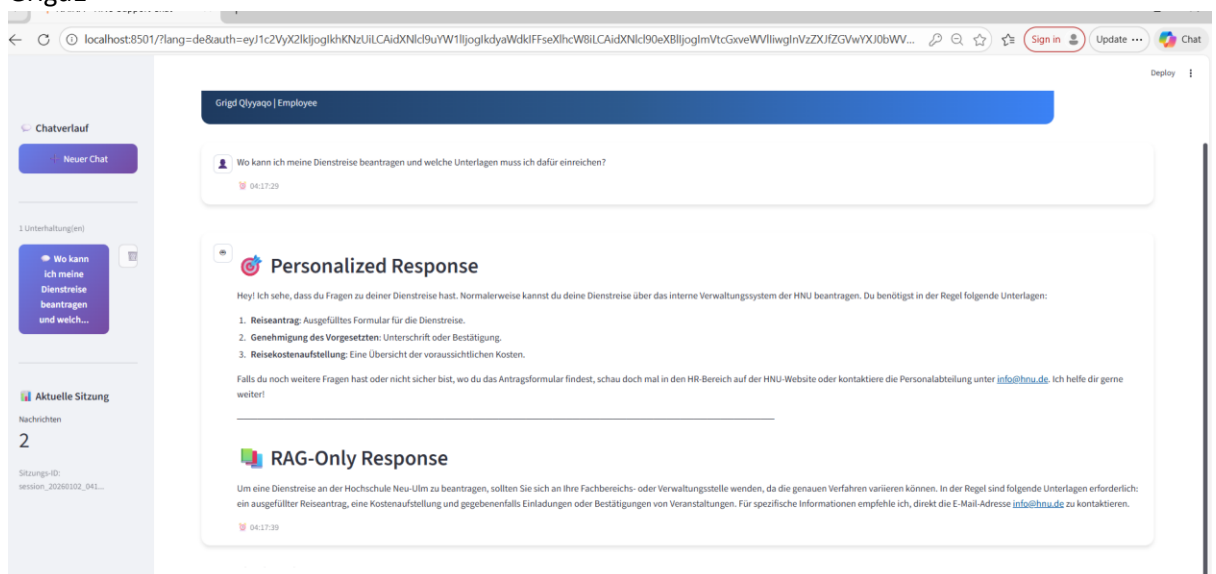 localhost:8501/?lang=
Sign in
Update
Chat
Deploy
Grigd Qlyyaqo | Employee
Chatverlauf
Neuer Chat
Wo kann ich meine Dienstreise beantragen und welche Unterlagen muss ich dafür einreichen?
04:17:29
1 Unterhaltung(en)
Wo kann
ich meine
Dienstreise
beantragen
und welch...
Personalized Response
Hey! Ich sehe, dass du Fragen zu deiner Dienstreise hast. Normalerweise kannst du deine Dienstreise über das interne Verwaltungssystem der HNU beantragen. Du benötigst in der Regel folgende Unterlagen:
1. Reiseantrag: Ausgefülltes Formular für die Dienstreise.
2. Genehmigung des Vorgesetzten: Unterschrift oder Bestätigung.
3. Reisekostenaufstellung: Eine Übersicht der voraussichtlichen Kosten.
Falls du noch weitere Fragen hast oder nicht sicher bist, wo du das Antragsformular findest, schau doch mal in den HR-Bereich auf der HNU-Website oder kontaktiere die Personalabteilung unter info@hnu.de. Ich helfe dir gerne
weiter!
Aktuelle Sitzung
Nachrichten
2
Sitzungs-ID:
session_20260102_041...
RAG-Only Response
Um eine Dienstreise an der Hochschule Neu-Ulm zu beantragen, sollten Sie sich an Ihre Fachbereichs- oder Verwaltungsstelle wenden, da die genauen Verfahren variieren können. In der Regel sind folgende Unterlagen erforderlich:
ein ausgefüllter Reiseantrag, eine Kostenaufstellung und gegebenenfalls Einladungen oder Bestätigungen von Veranstaltungen. Für spezifische Informationen empfehle ich, direkt die E-Mail-Adresse info@hnu.de zu kontaktieren.
04:17:39